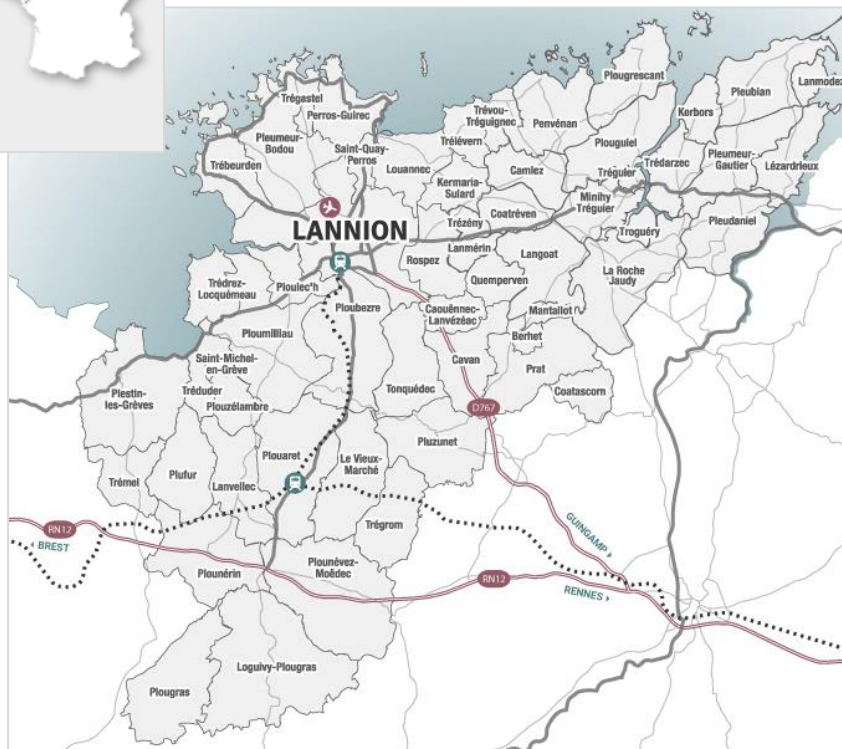 Plougrescant
Trégastel
Perros-Guirec
Trévou-
Tréguignec
Penvénan
Kerbors
Pleubian
Lanmodez
Pleumeur-
Bodou
Saint-Quay-
Perros
Trélévern
Plouguiel
Trébeurden
Louannec
Camlez
Tréguier
Trédarzec
Pleumeur-
Gautier
Lézardrieux
Kermaria-
Sulard
Minihy
Tréguier
Trézény
Coatréven
Troguéry
Pleudaniel
LANNION
Lanmérin
Langoat
Rospez
Quemperven
La Roche
Jaudy
Trédrez-
Locquémeau
Ploulec'h
Ploubezre
Caouënnec-
Lanvézéac
Mantallot
Ploumilliau
Berhet
Saint-Michel-
en-Grève
Cavan
Prat
Plestin-
les-Grèves
Tréduder
Tonquédec
Coatascorn
Plouzélambre
D767
Pluzunet
Plouaret
Le Vieux-
Marché
Trémel
Plufur
Lanvellec
Trégrom
RN12
BREST
GUINGAMP
Plounérin
Plounévez-
Moëdec
RN12
RENNES
Loguivy-Plougras
Plougras